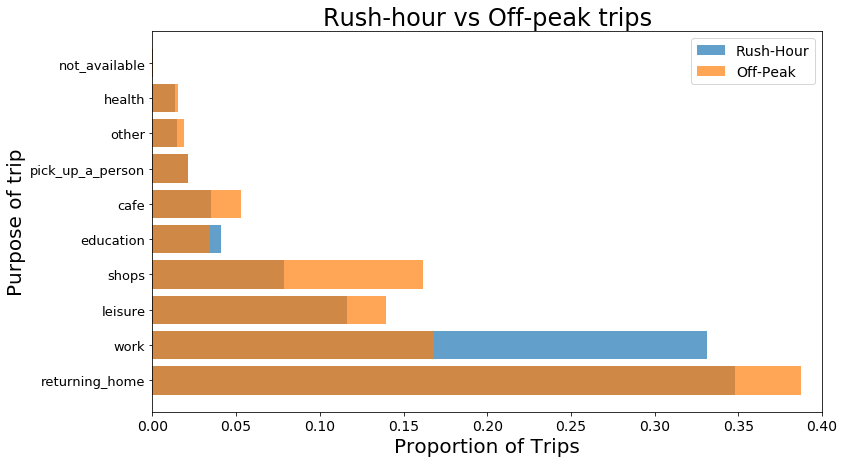 Rush-hour vs Off-peak trips
Rush-Hour
Off-Peak
Purpose of trip
not_available
health
other
pick_up_a_person
cafe
education
shops
leisure
work
returning_home
0.00 0.05 0.10 0.15 0.20 0.25 0.30 0.35 0.40
Proportion of Trips